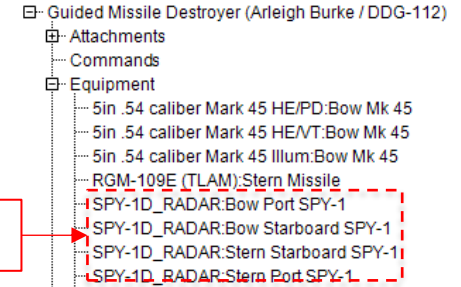 Guided Missile Destroyer (Arleigh Burke / DDG-112)
Attachments
Commands
Equipment
5in .54 caliber Mark 45 HE/PD:Bow Mk 45
5in .54 caliber Mark 45 HE/VT:Bow Mk 45
5in .54 caliber Mark 45 Illum:Bow Mk 45
RGM-109E (TLAM):Stern Missile
SPY-1D_RADAR:Bow Port SPY-1
SPY-1D_RADAR:Bow Starboard SPY-1
SPY-1D_RADAR:Stern Starboard SPY-1
SPY-1D_RADAR:Stern Port SPY-1